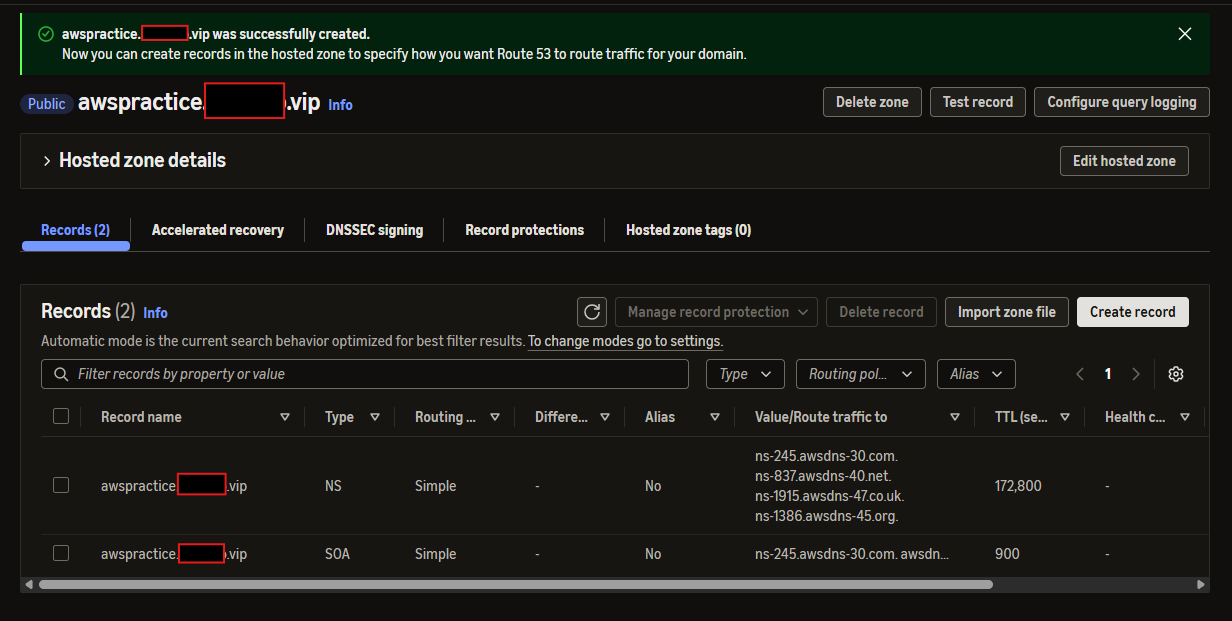 awspractice. .vip was successfully created.
Now you can create records in the hosted zone to specify how you want Route 53 to route traffic for your domain.
Public awspractice. .vip Info
Delete zone Test record Configure query logging
Hosted zone details
Edit hosted zone
Records (2) Accelerated recovery DNSSEC signing Record protections Hosted zone tags (0)
Records (2) Info
Manage record protection Delete record Import zone file Create record
Automatic mode is the current search behavior optimized for best filter results. To change modes go to settings.
Filter records by property or value Type Routing pol... Alias 1
Record name Type Routing ... Differe... Alias Value/Route traffic to TTL (se... Health c...
awspractice. .vip NS Simple - No ns-245.awsdns-30.com.
ns-837.awsdns-40.net.
ns-1915.awsdns-47.co.uk.
ns-1386.awsdns-45.org. 172,800 -
awspractice. .vip SOA Simple - No ns-245.awsdns-30.com. awsdn... 900 -